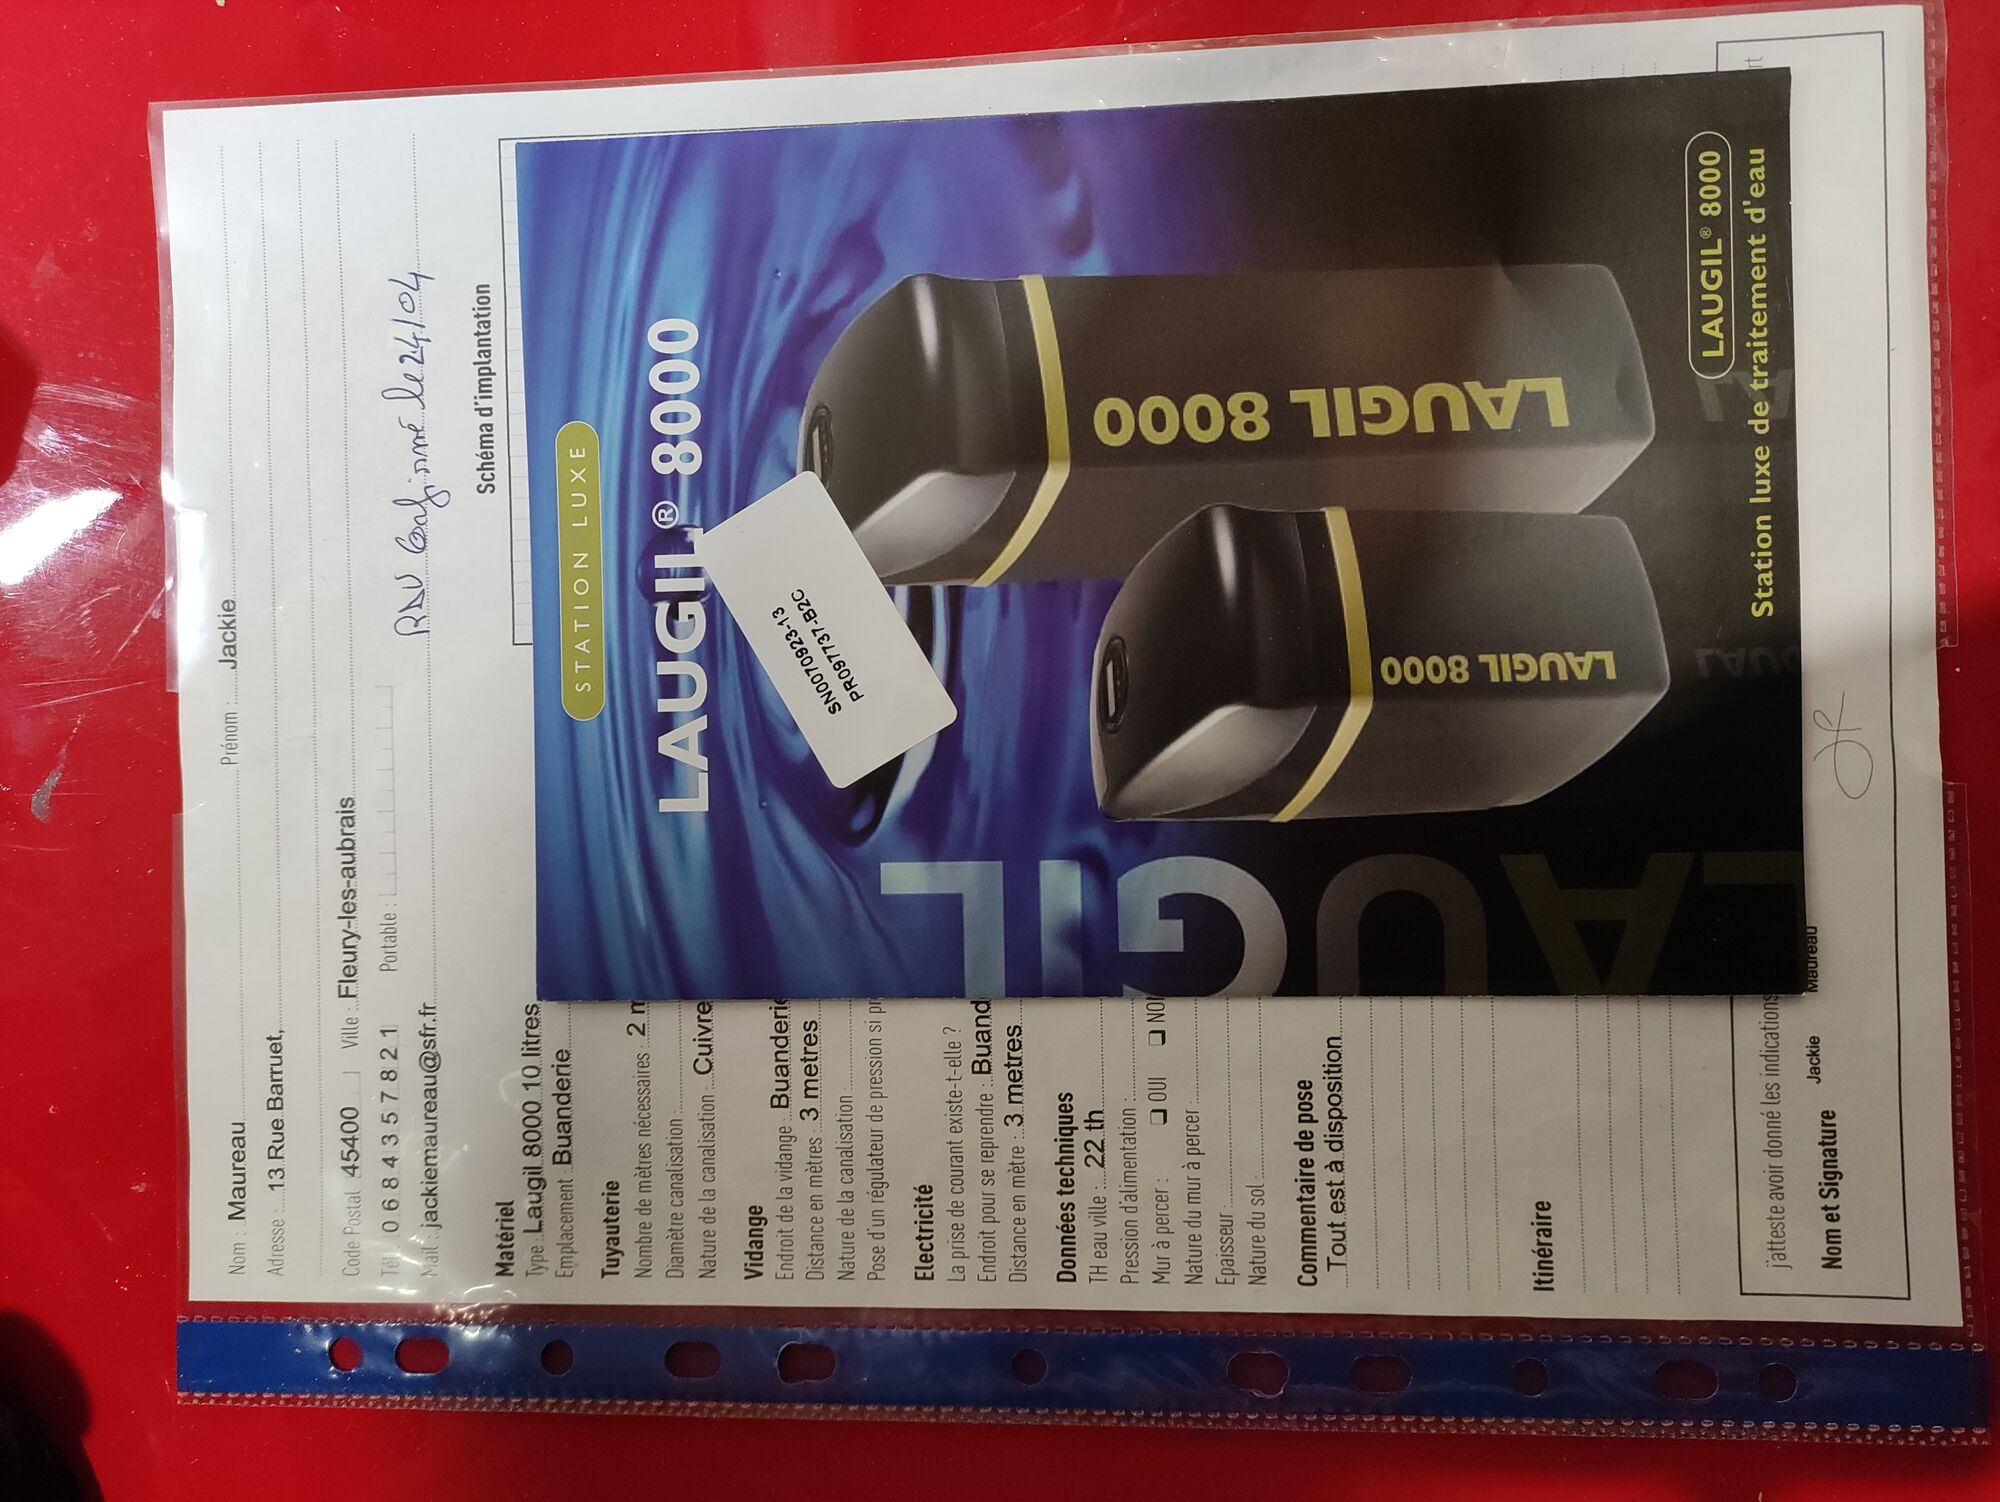 Nom : Maureau Prénom : Jackie
Adresse : 13 Rue Barruet,
Code Postal 45400 Ville : Fleury-les-aubrais
Tél : 0 6 8 4 3 5 7 8 2 1 Portable :
Mail : jackiemaureau@sfr.fr RDV Confirmé le 24/04
Matériel
Type : Laugil 8000 10 litres
Emplacement : Buanderie
Schéma d'implantation
Tuyauterie
Nombre de mètres nécessaires : 2 m
Diamètre canalisation :
Nature de la canalisation : Cuivre
Vidange
Endroit de la vidange : Buanderie
Distance en mètres : 3 metres
Nature de la canalisation :
Pose d'un régulateur de pression si
Electricité
La prise de courant existe-t-elle ?
Endroit pour se reprendre : Buand
Distance en mètre : 3 metres
Données techniques
TH eau ville : 22 th
Pression d'alimentation :
Mur à percer : ❑ OUI ❑ NON
Nature du mur à percer :
Epaisseur :
Nature du sol :
Commentaire de pose
Tout est à disposition
Itinéraire
j'atteste avoir donné les indications
Nom et Signature Jackie Maureau
STATION LUXE
LAUGIL® 8000
SN0070923-13
PR097737-B2C
LAUGIL 8000
LAUGIL 8000
LAUGIL
LAUGIL® 8000
Station luxe de traitement d'eau